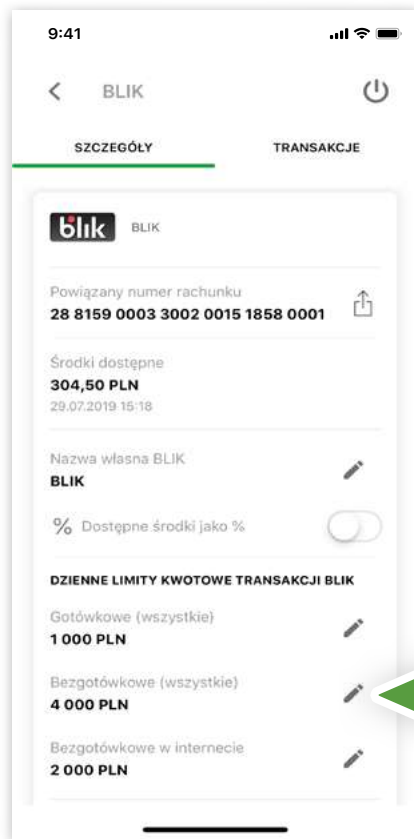 9:41
BLIK
SZCZEGÓŁY TRANSAKCJE
blik BLIK
Powiązany numer rachunku
28 8159 0003 3002 0015 1858 0001
Środki dostępne
304,50 PLN
29.07.2019 15:18
Nazwa własna BLIK
BLIK
% Dostępne środki jako %
DZIENNE LIMITY KWOTOWE TRANSAKCJI BLIK
Gotówkowe (wszystkie)
1 000 PLN
Bezgotówkowe (wszystkie)
4 000 PLN
Bezgotówkowe w internecie
2 000 PLN